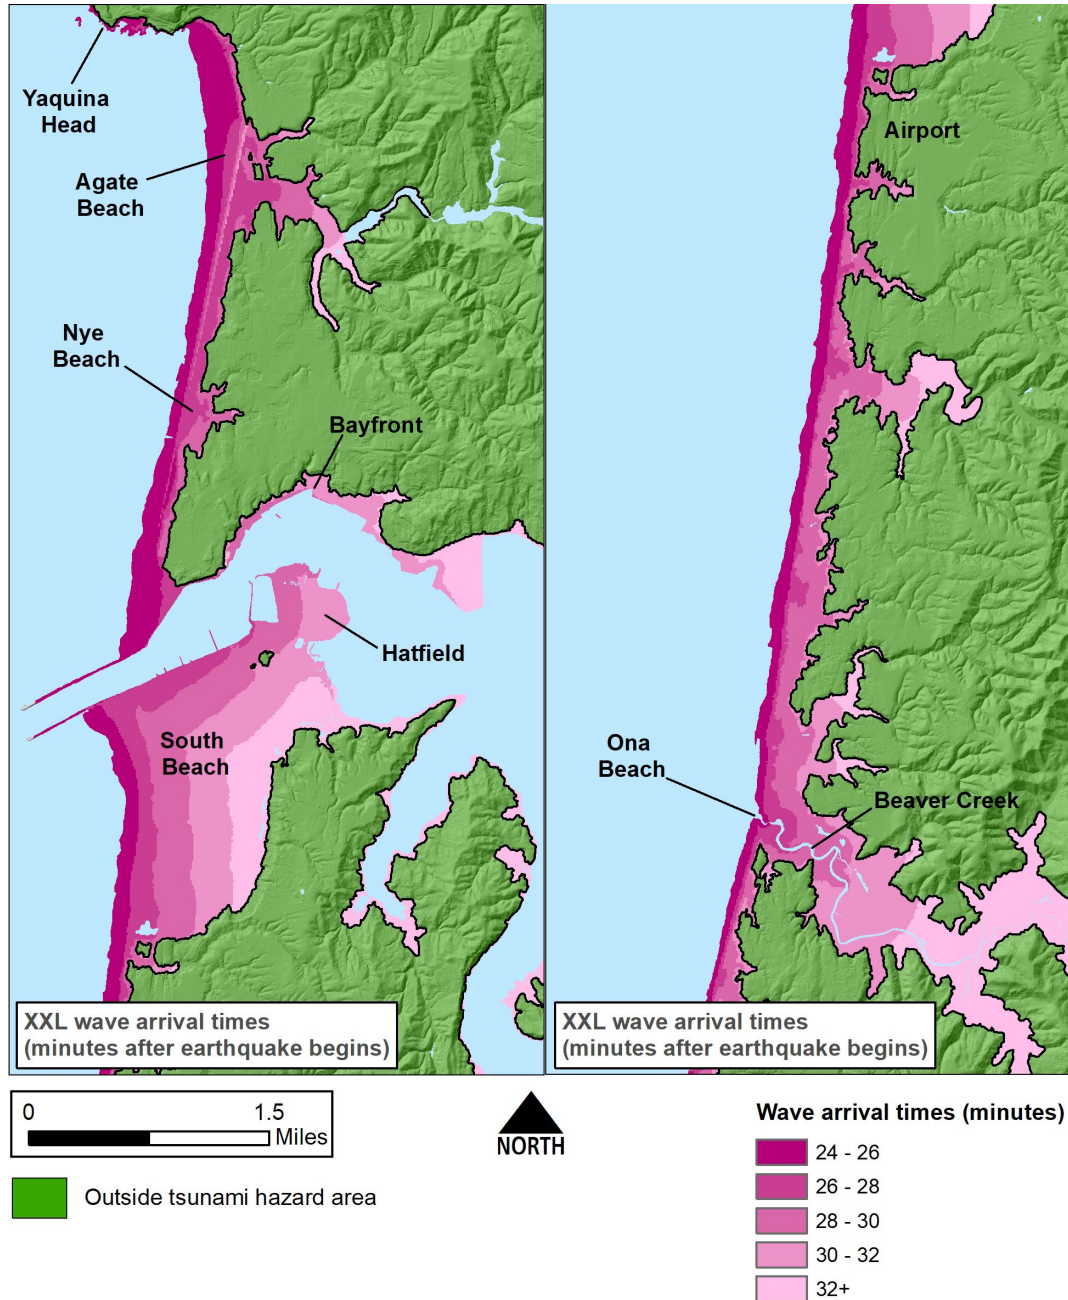 Yaquina
Head
Agate
Beach
Nye
Beach
Bayfront
Hatfield
South
Beach
XXL wave arrival times
(minutes after earthquake begins)
Airport
Ona
Beach
Beaver Creek
XXL wave arrival times
(minutes after earthquake begins)
0 1.5
Miles
NORTH
Outside tsunami hazard area
Wave arrival times (minutes)
24 - 26
26 - 28
28 - 30
30 - 32
32+